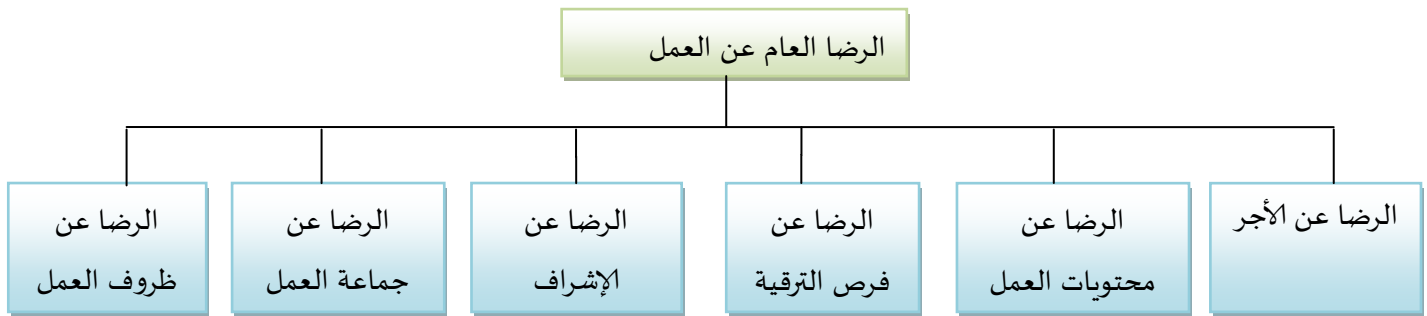 الرضا العام عن العمل
الرضا عن الأجر
الرضا عن
محتويات العمل
الرضا عن
فرص الترقية
الرضا عن
الإشراف
الرضا عن
جماعة العمل
الرضا عن
ظروف العمل